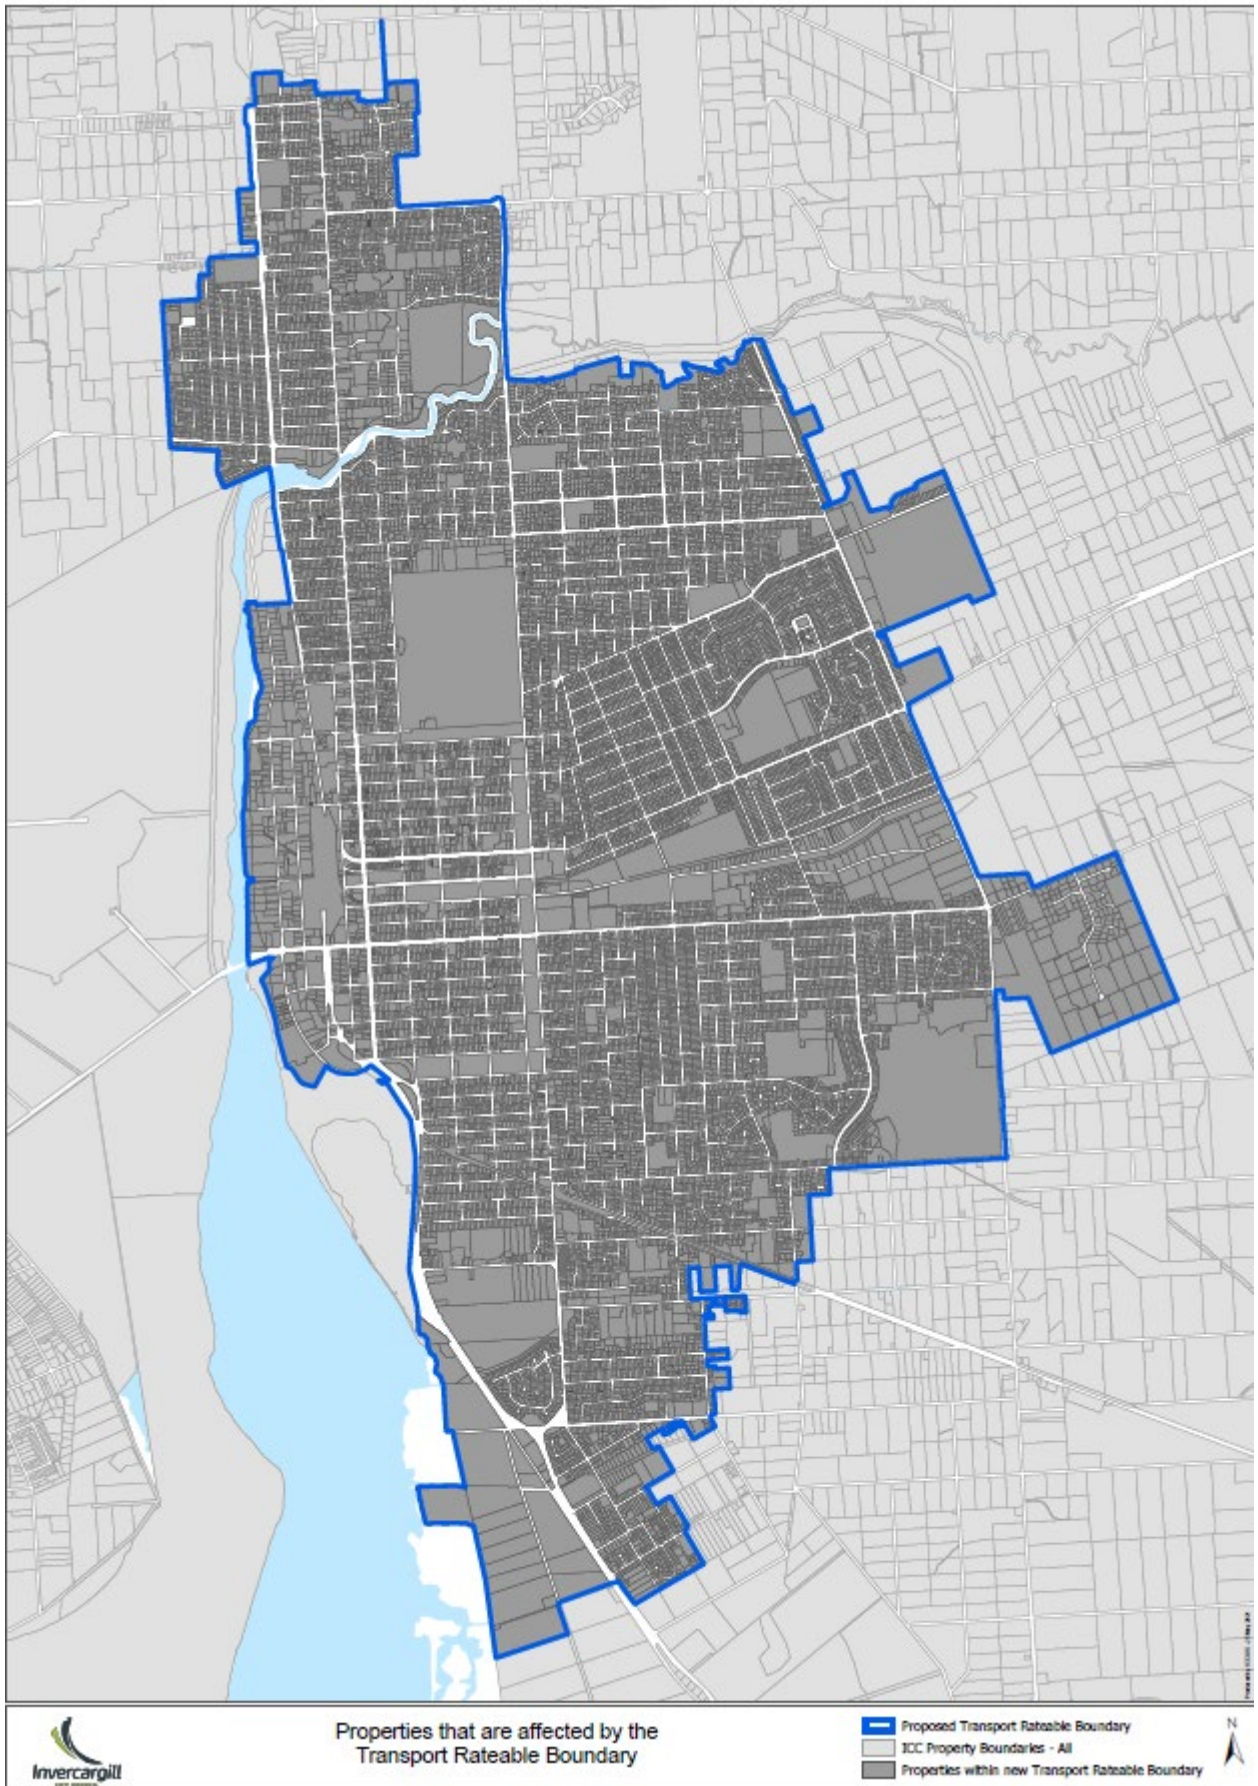 Invercargill
Properties that are affected by the
Transport Rateable Boundary
Proposed Transport Rateable Boundary
ICC Property Boundaries - All
Properties within new Transport Rateable Boundary
N